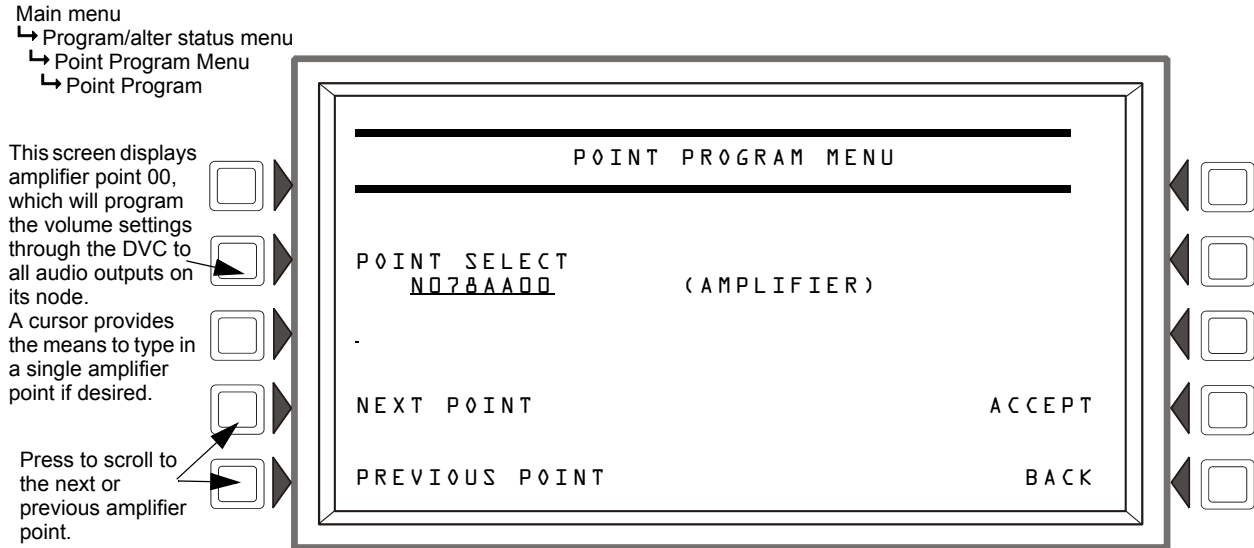 Main menu
Program/alter status menu
Point Program Menu
Point Program
This screen displays
amplifier point 00,
which will program
the volume settings
through the DVC to
all audio outputs on
its node.
A cursor provides
the means to type in
a single amplifier
point if desired.
Press to scroll to
the next or
previous amplifier
point.
POINT PROGRAM MENU
POINT SELECT
N078AA00 (AMPLIFIER)
NEXT POINT ACCEPT
PREVIOUS POINT BACK